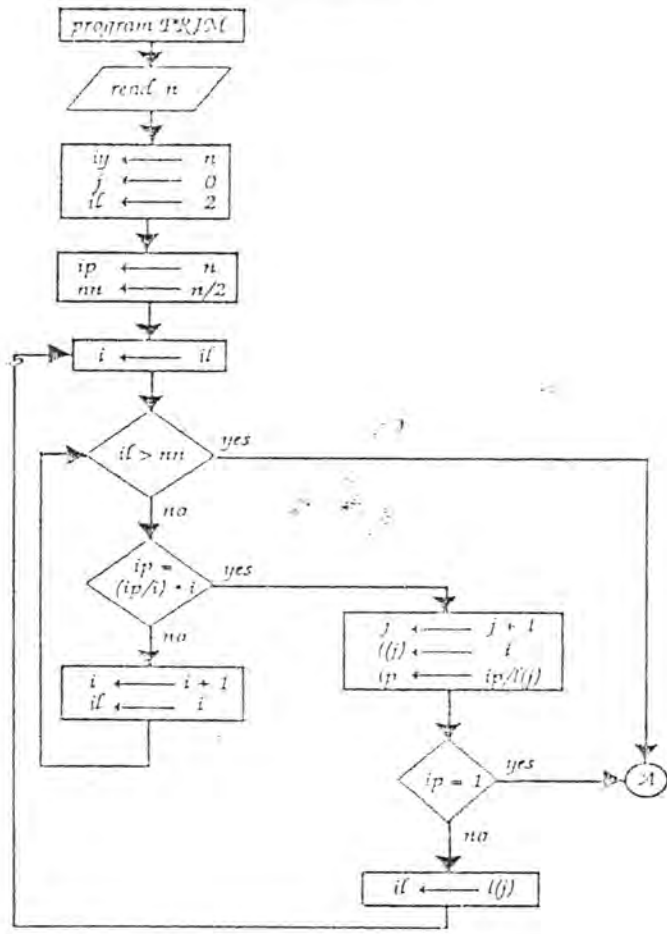 program PRIM
read n
iy ← n
j ← 0
il ← 2
ip ← n
nn ← n/2
i ← il
il > nn
yes
no
ip =
(ip/i) * i
yes
no
j ← j + 1
l(j) ← i
ip ← ip/l(j)
i ← i + 1
il ← i
ip = 1
yes
A
no
il ← l(j)